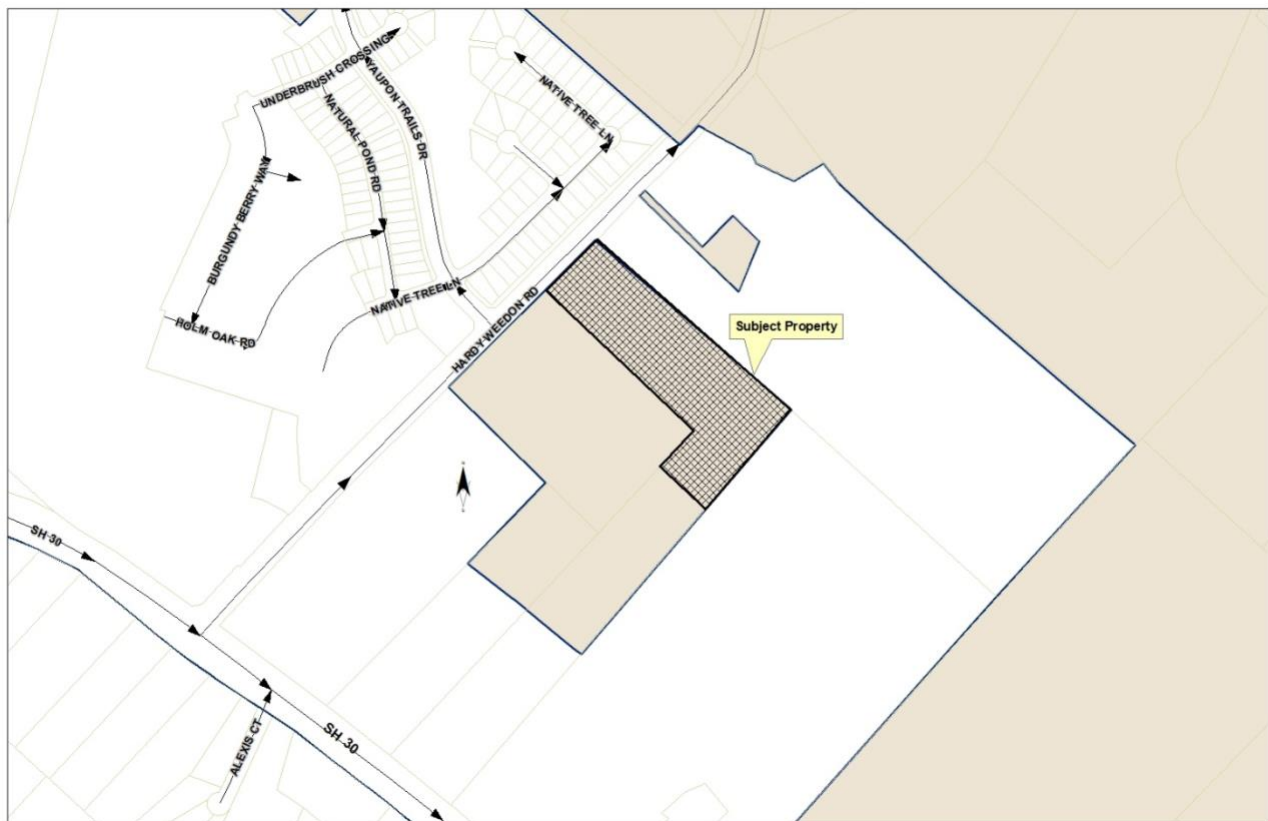 UNDERBRUSH CROSSING
YAUPON TRAILS DR
NATIVE TREE LN
NATURAL POND RD
BURGUNDY BERRY WAY
HOLM OAK RD
NATIVE TREE LN
HARDY WEEDON RD
Subject Property
SH 30
SH 30
ALEXIS CT